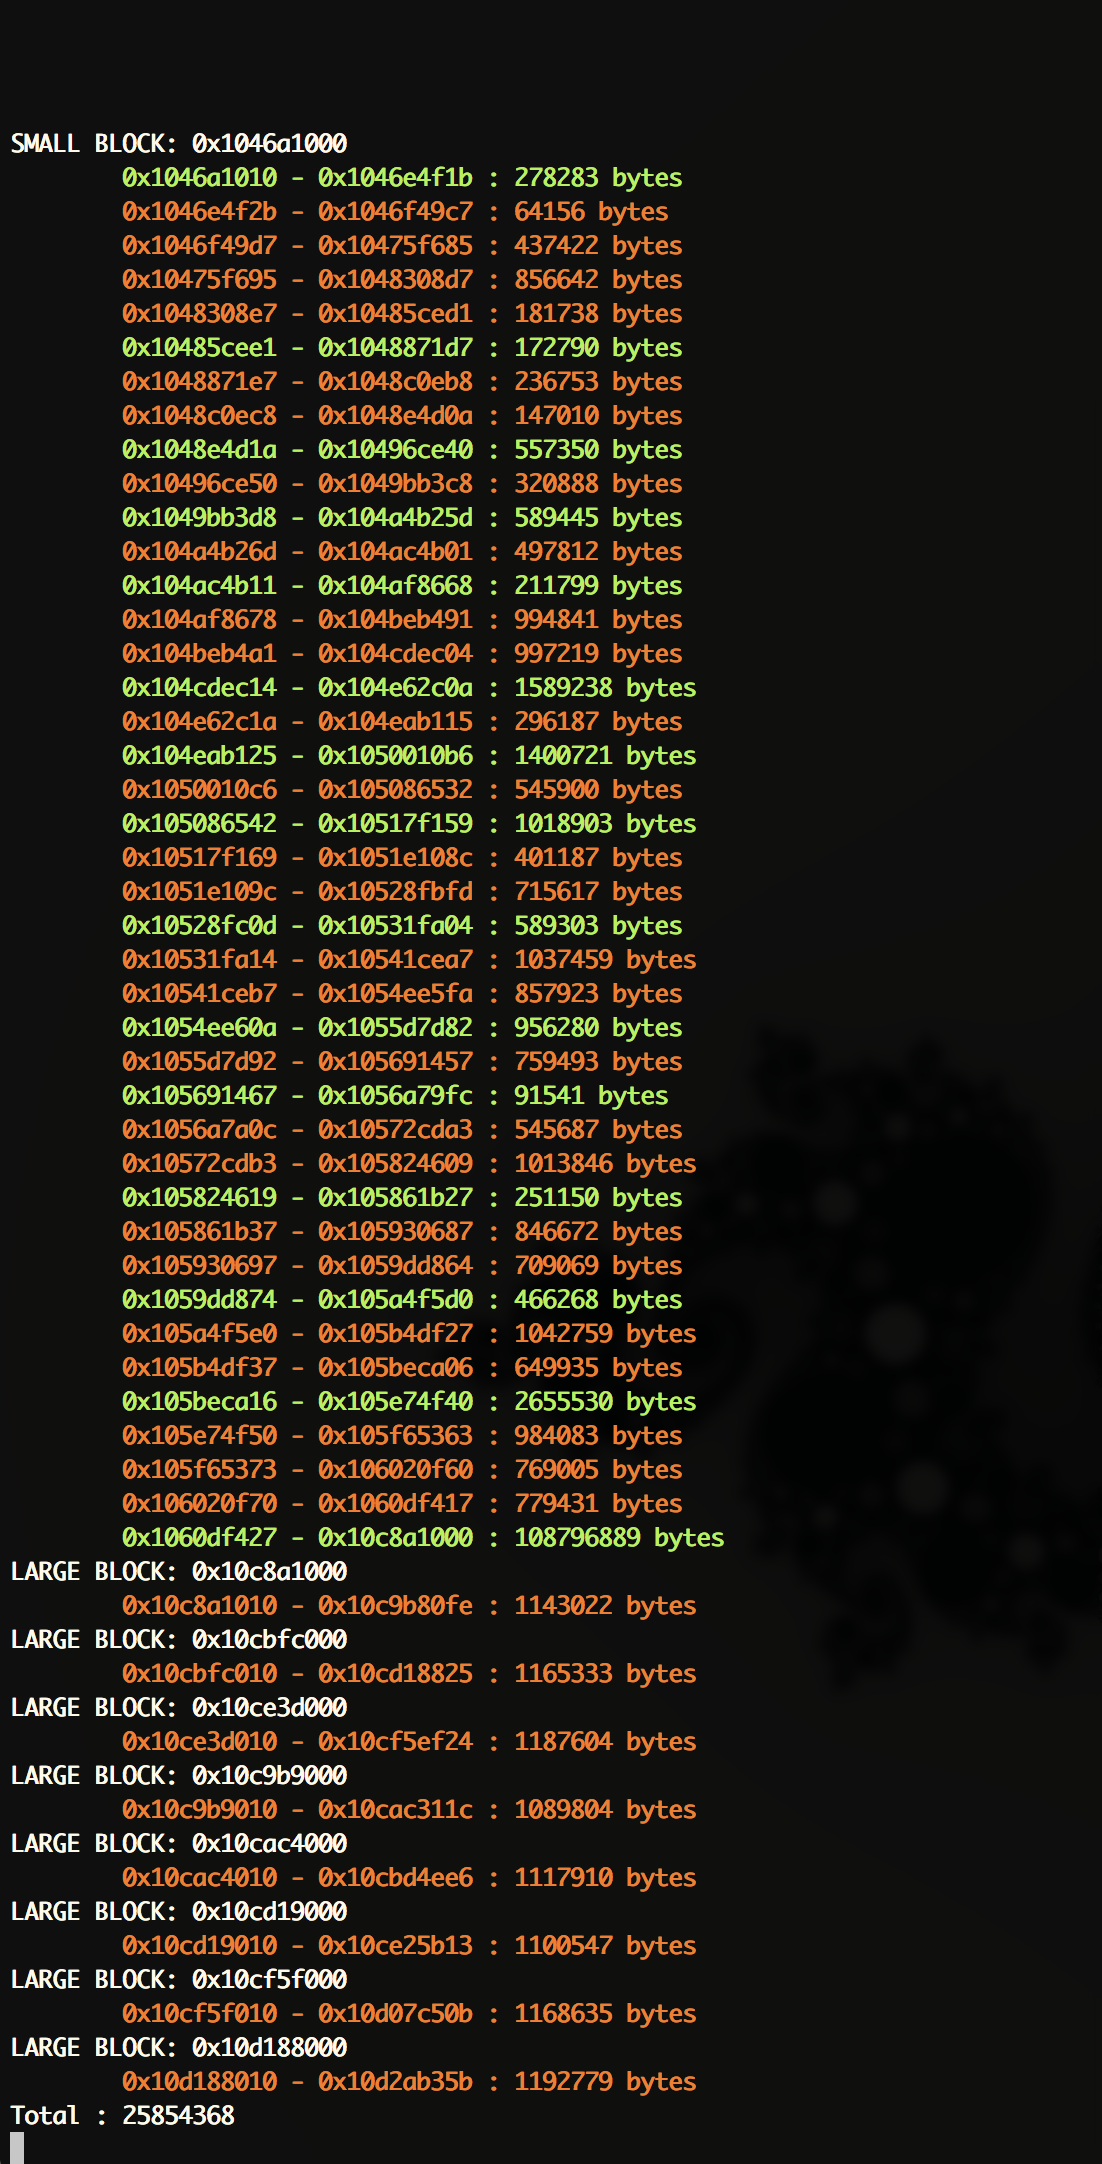 SMALL BLOCK: 0x1046a1000
0x1046a1010 - 0x1046e4f1b : 278283 bytes
0x1046e4f2b - 0x1046f49c7 : 64156 bytes
0x1046f49d7 - 0x10475f685 : 437422 bytes
0x10475f695 - 0x1048308d7 : 856642 bytes
0x1048308e7 - 0x10485ced1 : 181738 bytes
0x10485cee1 - 0x1048871d7 : 172790 bytes
0x1048871e7 - 0x1048c0eb8 : 236753 bytes
0x1048c0ec8 - 0x1048e4d0a : 147010 bytes
0x1048e4d1a - 0x10496ce40 : 557350 bytes
0x10496ce50 - 0x1049bb3c8 : 320888 bytes
0x1049bb3d8 - 0x104a4b25d : 589445 bytes
0x104a4b26d - 0x104ac4b01 : 497812 bytes
0x104ac4b11 - 0x104af8668 : 211799 bytes
0x104af8678 - 0x104beb491 : 994841 bytes
0x104beb4a1 - 0x104cdec04 : 997219 bytes
0x104cdec14 - 0x104e62c0a : 1589238 bytes
0x104e62c1a - 0x104eab115 : 296187 bytes
0x104eab125 - 0x1050010b6 : 1400721 bytes
0x1050010c6 - 0x105086532 : 545900 bytes
0x105086542 - 0x10517f159 : 1018903 bytes
0x10517f169 - 0x1051e108c : 401187 bytes
0x1051e109c - 0x10528fbfd : 715617 bytes
0x10528fc0d - 0x10531fa04 : 589303 bytes
0x10531fa14 - 0x10541cea7 : 1037459 bytes
0x10541ceb7 - 0x1054ee5fa : 857923 bytes
0x1054ee60a - 0x1055d7d82 : 956280 bytes
0x1055d7d92 - 0x105691457 : 759493 bytes
0x105691467 - 0x1056a79fc : 91541 bytes
0x1056a7a0c - 0x10572cda3 : 545687 bytes
0x10572cdb3 - 0x105824609 : 1013846 bytes
0x105824619 - 0x105861b27 : 251150 bytes
0x105861b37 - 0x105930687 : 846672 bytes
0x105930697 - 0x1059dd864 : 709069 bytes
0x1059dd874 - 0x105a4f5d0 : 466268 bytes
0x105a4f5e0 - 0x105b4df27 : 1042759 bytes
0x105b4df37 - 0x105beca06 : 649935 bytes
0x105beca16 - 0x105e74f40 : 2655530 bytes
0x105e74f50 - 0x105f65363 : 984083 bytes
0x105f65373 - 0x106020f60 : 769005 bytes
0x106020f70 - 0x1060df417 : 779431 bytes
0x1060df427 - 0x10c8a1000 : 108796889 bytes
LARGE BLOCK: 0x10c8a1000
0x10c8a1010 - 0x10c9b80fe : 1143022 bytes
LARGE BLOCK: 0x10cbfc000
0x10cbfc010 - 0x10cd18825 : 1165333 bytes
LARGE BLOCK: 0x10ce3d000
0x10ce3d010 - 0x10cf5ef24 : 1187604 bytes
LARGE BLOCK: 0x10c9b9000
0x10c9b9010 - 0x10cac311c : 1089804 bytes
LARGE BLOCK: 0x10cac4000
0x10cac4010 - 0x10cbd4ee6 : 1117910 bytes
LARGE BLOCK: 0x10cd19000
0x10cd19010 - 0x10ce25b13 : 1100547 bytes
LARGE BLOCK: 0x10cf5f000
0x10cf5f010 - 0x10d07c50b : 1168635 bytes
LARGE BLOCK: 0x10d188000
0x10d188010 - 0x10d2ab35b : 1192779 bytes
Total : 25854368